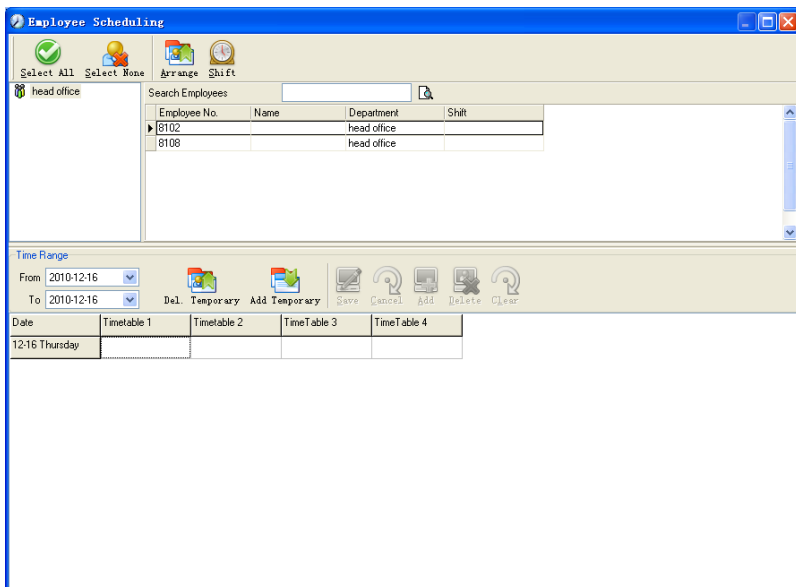 Employee Scheduling
Select All Select None Arrange Shift
head office
Search Employees
Employee No. Name Department Shift
8102 head office
8108 head office
Time Range
From 2010-12-16
To 2010-12-16
Del. Temporary Add Temporary Save Cancel Add Delete Clear
Date Timetable 1 Timetable 2 TimeTable 3 TimeTable 4
12-16 Thursday